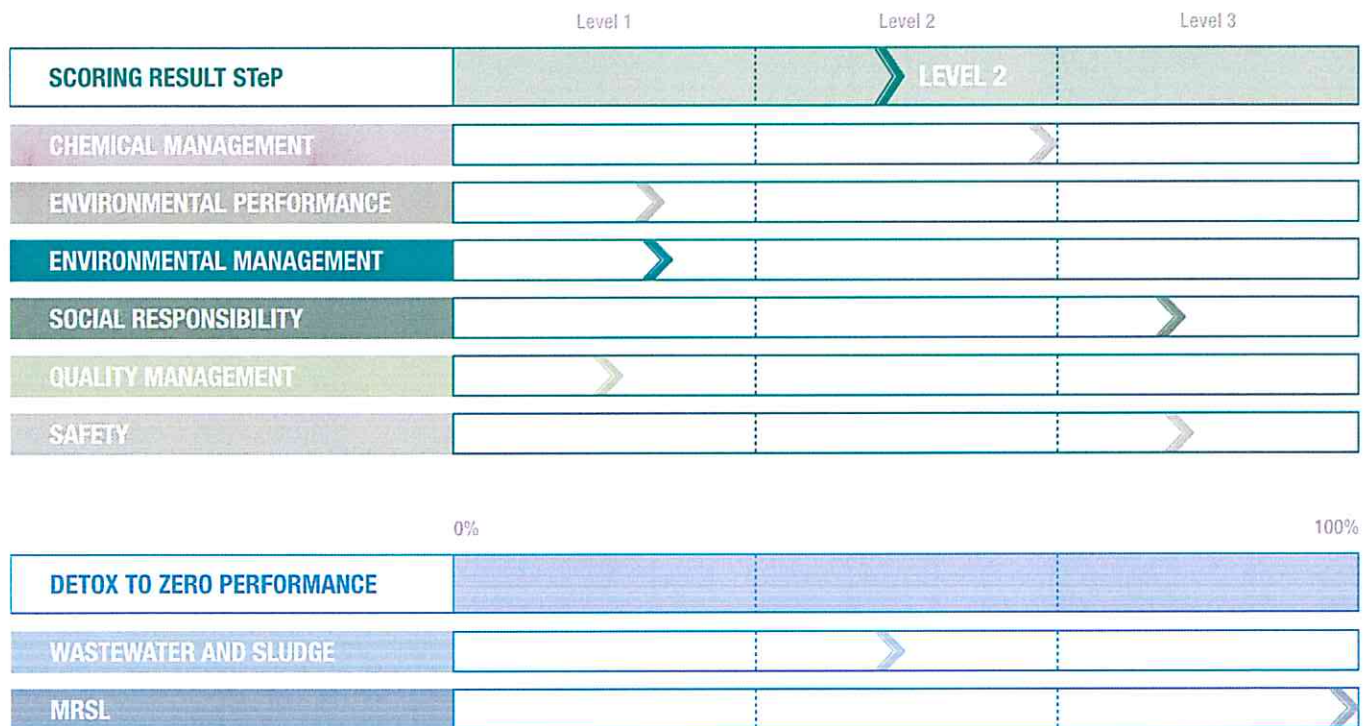 Level 1 Level 2 Level 3
SCORING RESULT STeP LEVEL 2
CHEMICAL MANAGEMENT
ENVIRONMENTAL PERFORMANCE
ENVIRONMENTAL MANAGEMENT
SOCIAL RESPONSIBILITY
QUALITY MANAGEMENT
SAFETY
0% 100%
DETOX TO ZERO PERFORMANCE
WASTEWATER AND SLUDGE
MRSL